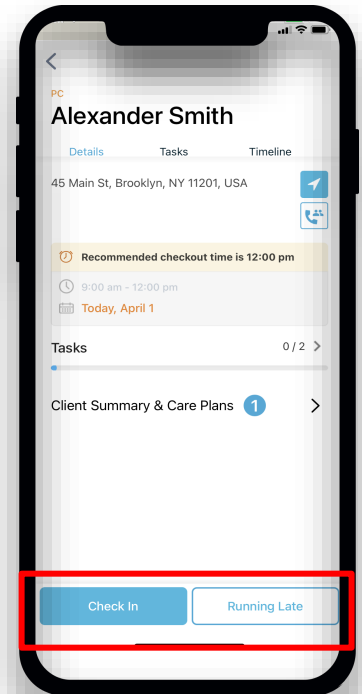 PC
Alexander Smith
Details Tasks Timeline
45 Main St, Brooklyn, NY 11201, USA
Recommended checkout time is 12:00 pm
9:00 am - 12:00 pm
Today, April 1
Tasks 0 / 2
Client Summary & Care Plans 1
Check In Running Late